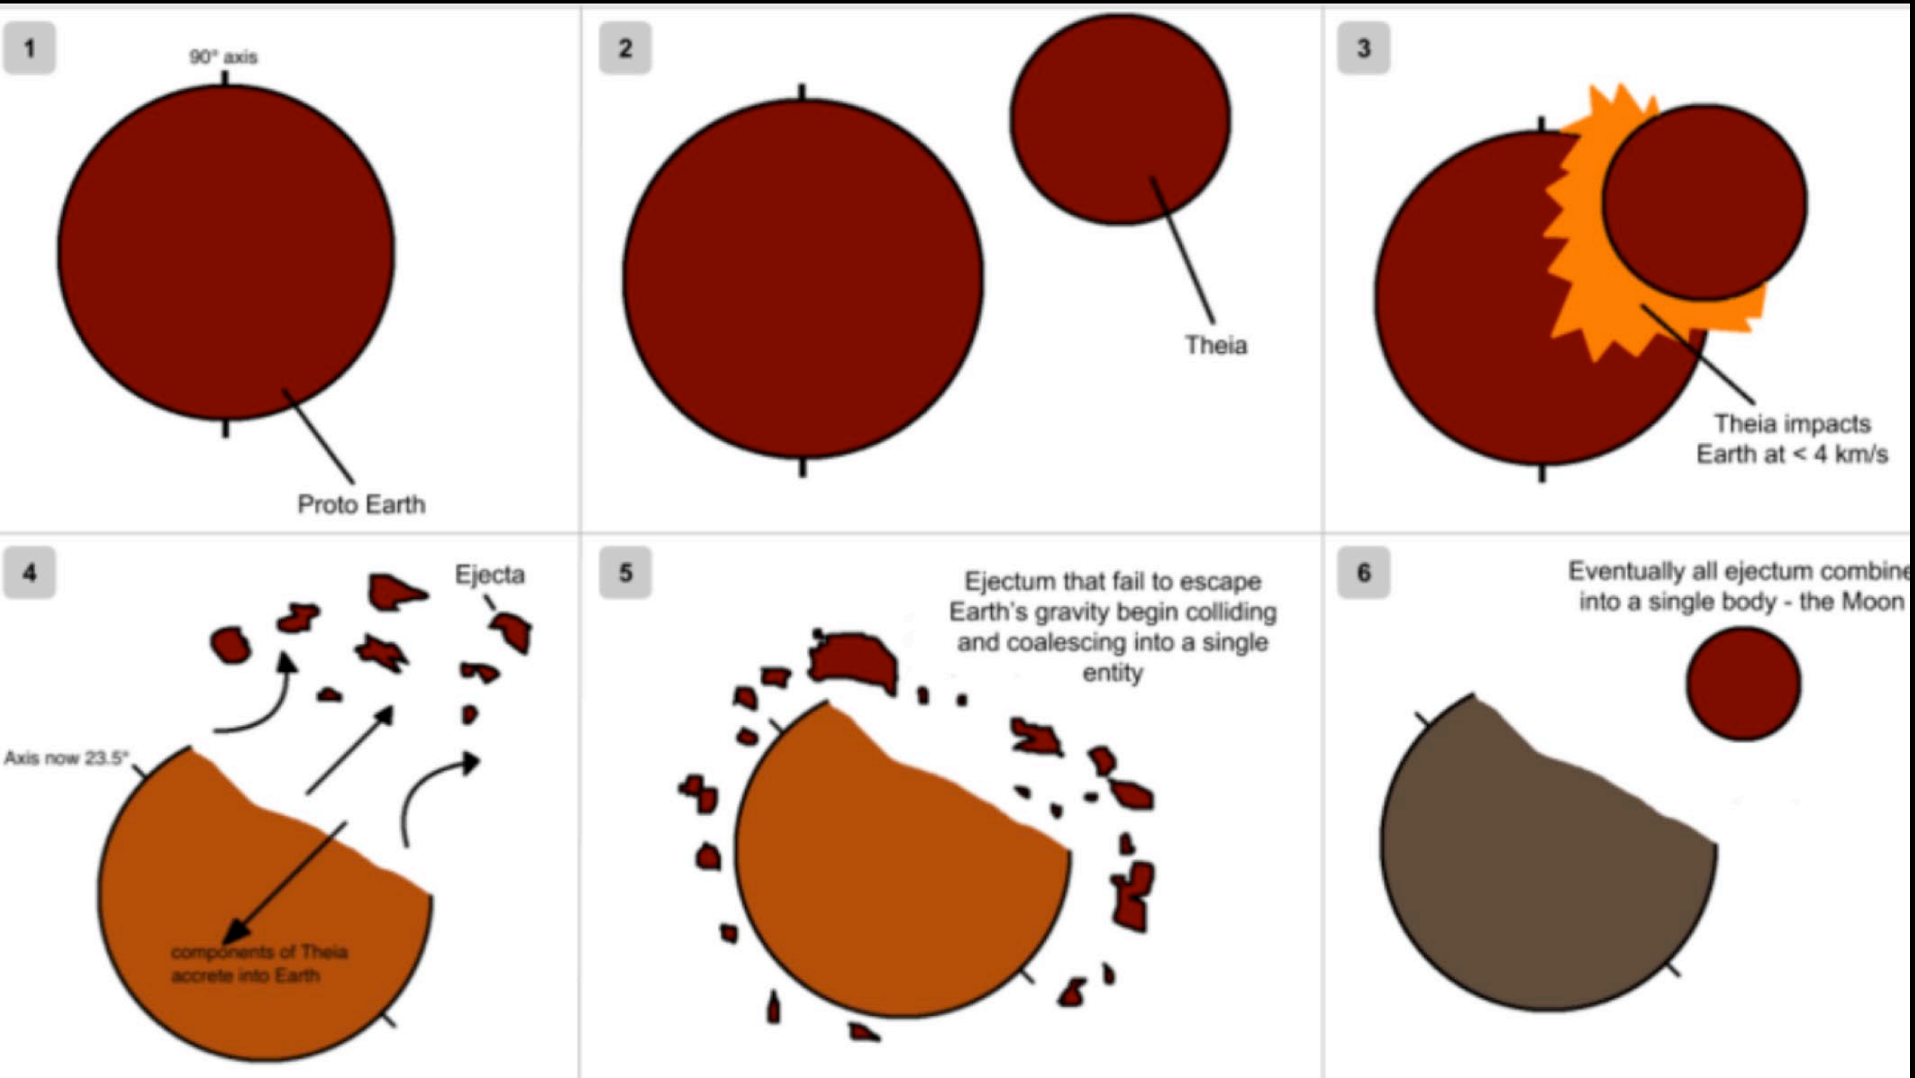 1
90° axis
Proto Earth
2
Theia
3
Theia impacts
Earth at < 4 km/s
4
Ejecta
Axis now 23.5°
components of Theia
accrete into Earth
5
Ejectum that fail to escape
Earth's gravity begin colliding
and coalescing into a single
entity
6
Eventually all ejectum combine
into a single body - the Moon